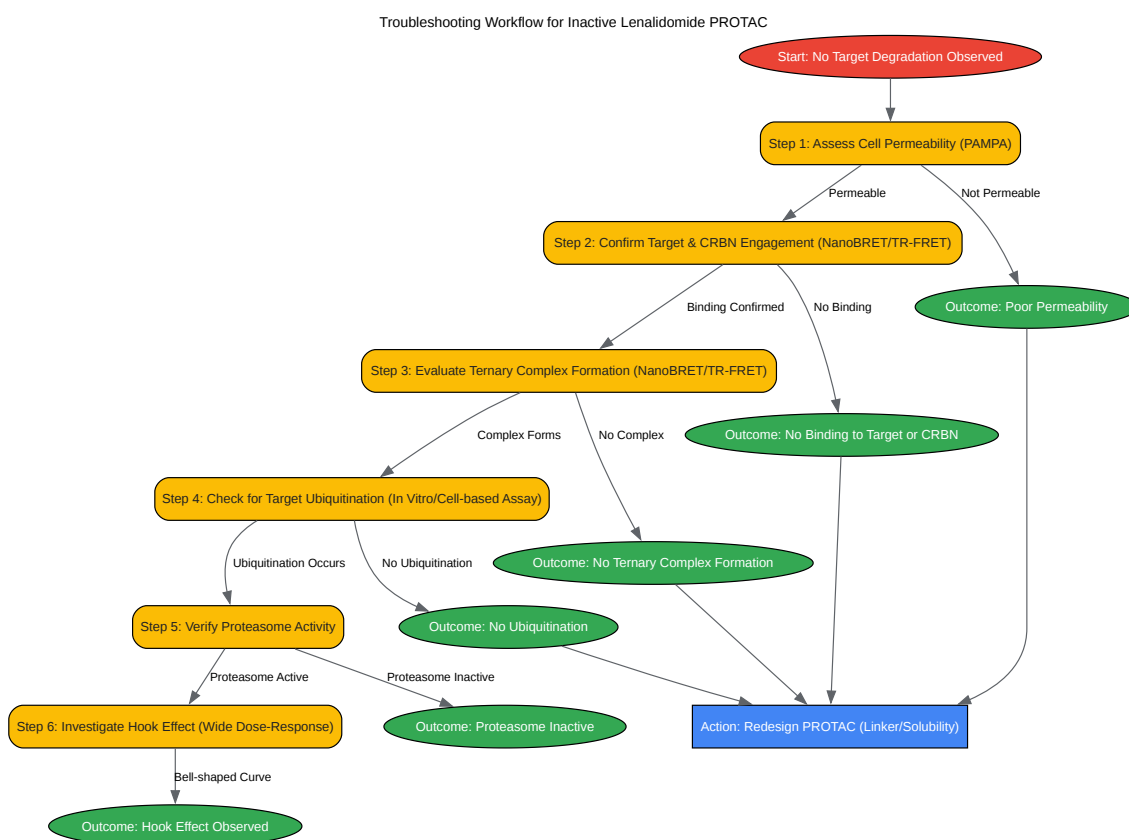 Troubleshooting Workflow for Inactive Lenalidomide PROTAC
Start: No Target Degradation Observed
Step 1: Assess Cell Permeability (PAMPA)
Permeable
Not Permeable
Step 2: Confirm Target & CRBN Engagement (NanoBRET/TR-FRET)
Outcome: Poor Permeability
Binding Confirmed
No Binding
Step 3: Evaluate Ternary Complex Formation (NanoBRET/TR-FRET)
Outcome: No Binding to Target or CRBN
Complex Forms
No Complex
Step 4: Check for Target Ubiquitination (In Vitro/Cell-based Assay)
Outcome: No Ternary Complex Formation
Ubiquitination Occurs
No Ubiquitination
Step 5: Verify Proteasome Activity
Outcome: No Ubiquitination
Proteasome Active
Proteasome Inactive
Step 6: Investigate Hook Effect (Wide Dose-Response)
Outcome: Proteasome Inactive
Action: Redesign PROTAC (Linker/Solubility)
Bell-shaped Curve
Outcome: Hook Effect Observed